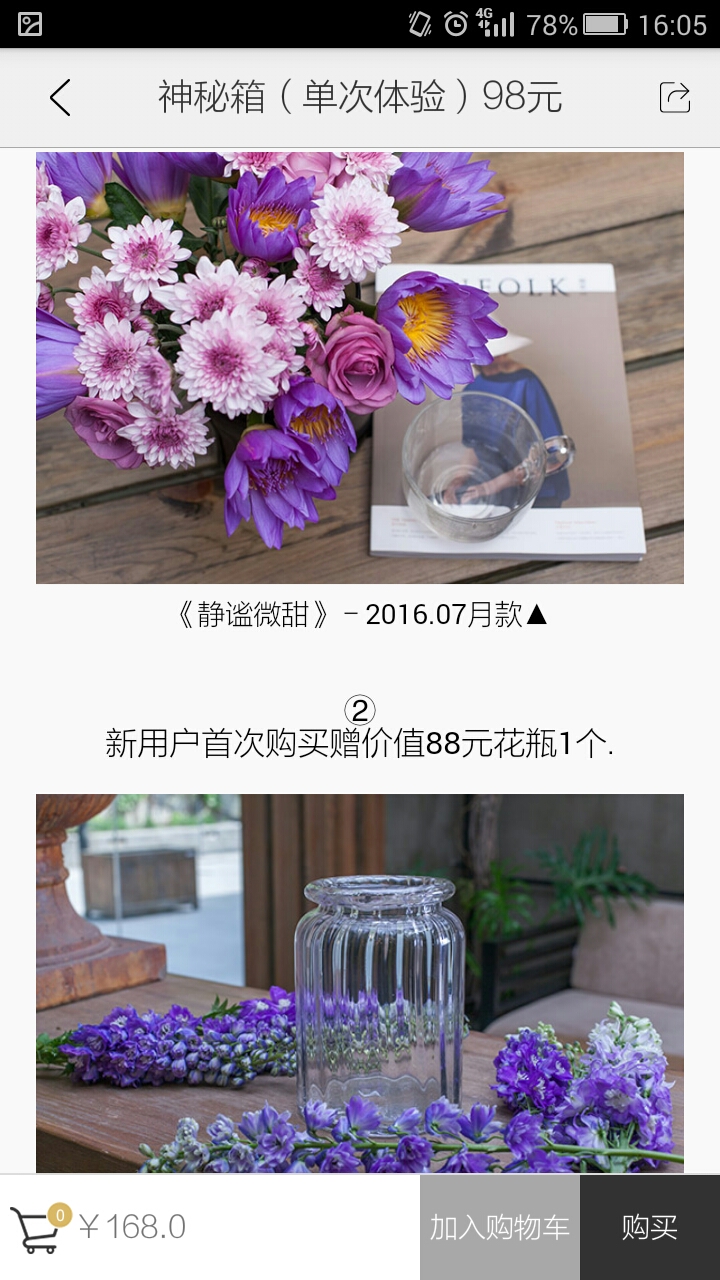 4G 78% 16:05
神秘箱（单次体验）98元
NFOLK
《静谧微甜》– 2016.07月款▲
②
新用户首次购买赠价值88元花瓶1个.
0
￥168.0
加入购物车
购买